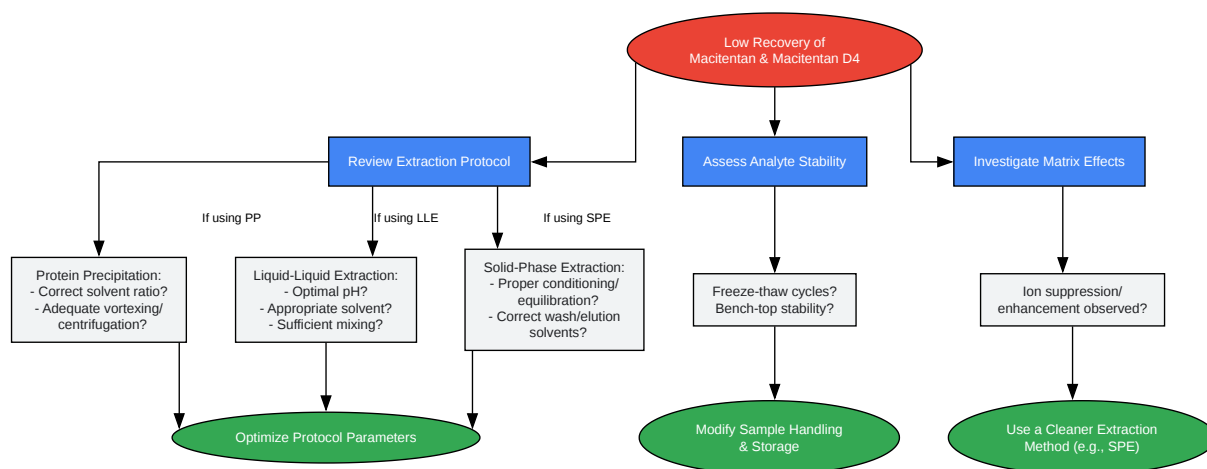 Low Recovery of
Macitentan & Macitentan D4
Review Extraction Protocol
Assess Analyte Stability
Investigate Matrix Effects
If using PP
If using LLE
If using SPE
Protein Precipitation:
- Correct solvent ratio?
- Adequate vortexing/
centrifugation?
Liquid-Liquid Extraction:
- Optimal pH?
- Appropriate solvent?
- Sufficient mixing?
Solid-Phase Extraction:
- Proper conditioning/
equilibration?
- Correct wash/elution
solvents?
Freeze-thaw cycles?
Bench-top stability?
Ion suppression/
enhancement observed?
Optimize Protocol Parameters
Modify Sample Handling
& Storage
Use a Cleaner Extraction
Method (e.g., SPE)